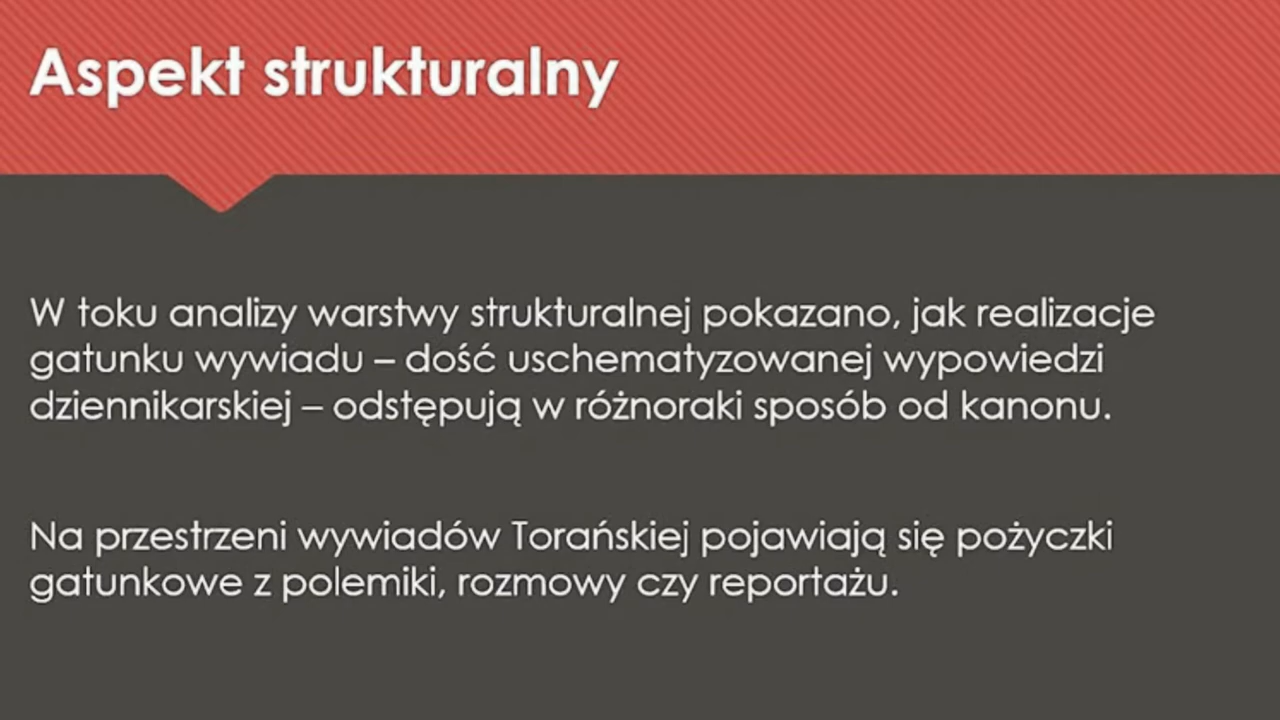 Aspekt strukturalny
W toku analizy warstwy strukturalnej pokazano, jak realizacje
gatunku wywiadu – dość uschematyzowanej wypowiedzi
dziennikarskiej – odstępują w różnoraki sposób od kanonu.
Na przestrzeni wywiadów Torańskiej pojawiają się pożyczki
gatunkowe z polemiki, rozmowy czy reportażu.